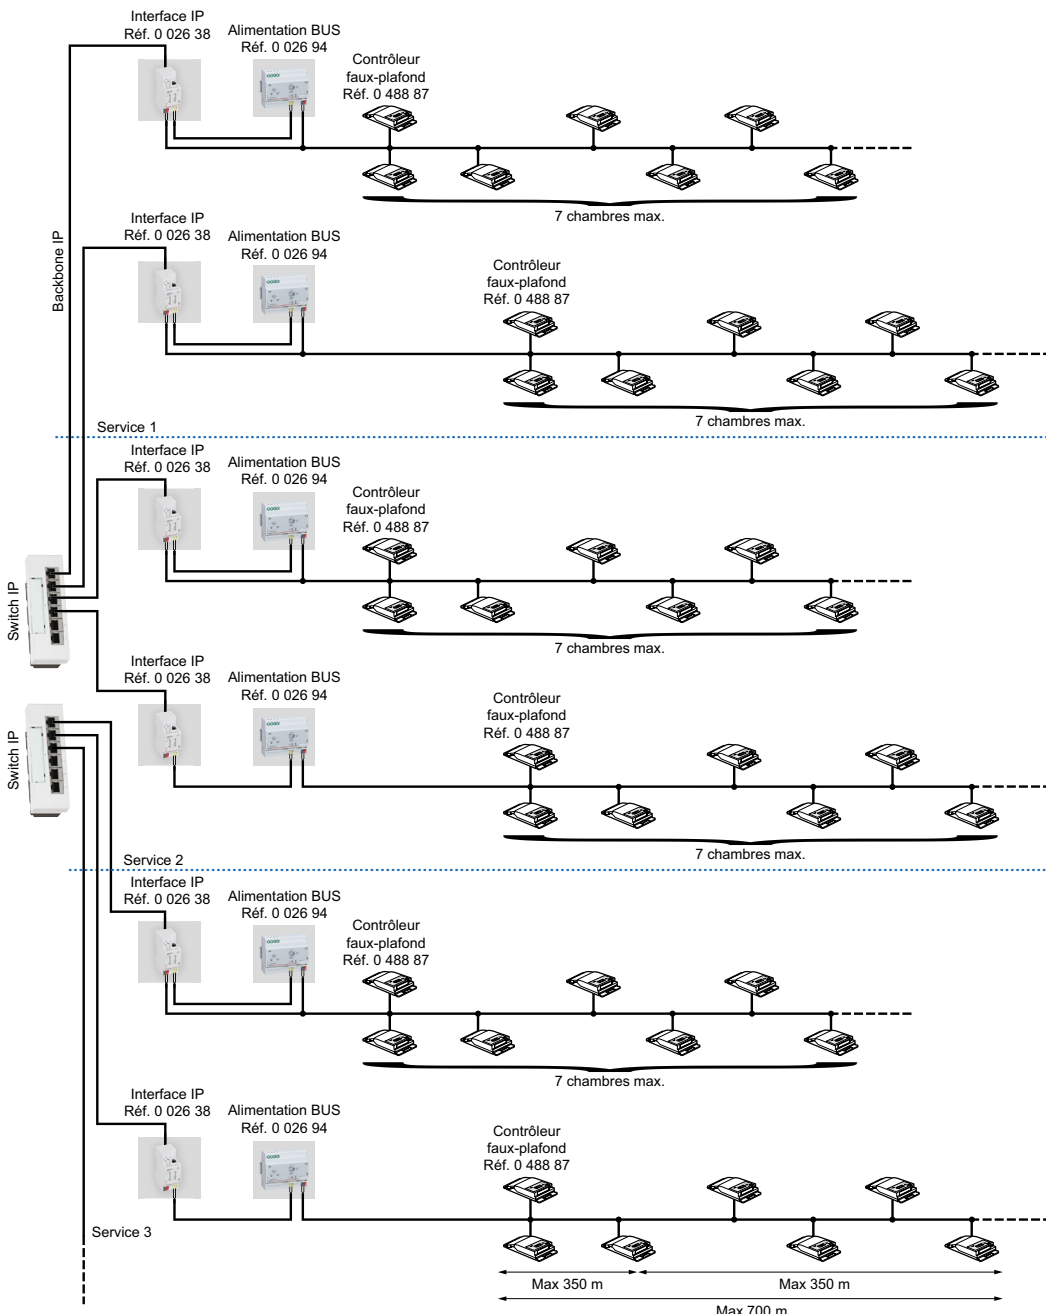 Interface IP
Réf. 0 026 38
Alimentation BUS
Réf. 0 026 94
Contrôleur
faux-plafond
Réf. 0 488 87
7 chambres max.
Backbone IP
Interface IP
Réf. 0 026 38
Alimentation BUS
Réf. 0 026 94
Contrôleur
faux-plafond
Réf. 0 488 87
7 chambres max.
Service 1
Interface IP
Réf. 0 026 38
Alimentation BUS
Réf. 0 026 94
Contrôleur
faux-plafond
Réf. 0 488 87
7 chambres max.
Switch IP
Interface IP
Réf. 0 026 38
Alimentation BUS
Réf. 0 026 94
Contrôleur
faux-plafond
Réf. 0 488 87
7 chambres max.
Switch IP
Service 2
Interface IP
Réf. 0 026 38
Alimentation BUS
Réf. 0 026 94
Contrôleur
faux-plafond
Réf. 0 488 87
7 chambres max.
Interface IP
Réf. 0 026 38
Alimentation BUS
Réf. 0 026 94
Contrôleur
faux-plafond
Réf. 0 488 87
Service 3
Max 350 m
Max 350 m
Max 700 m